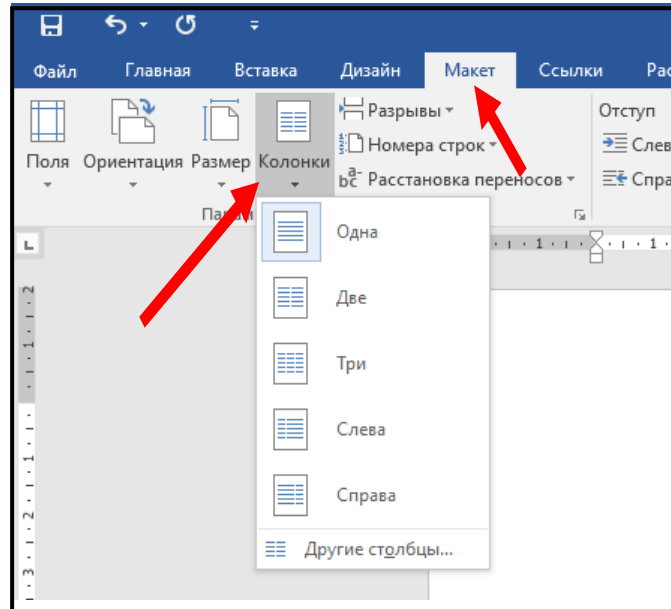 Файл Главная Вставка Дизайн Макет Ссылки
Разрывы Отступ
Номера строк
Поля Ориентация Размер Колонки
Расстановка переносов
Одна
Две
Три
Слева
Справа
Другие столбцы...